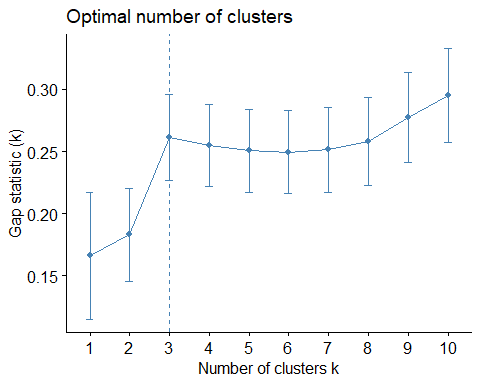 Optimal number of clusters
Gap statistic (k)
0.30
0.25
0.20
0.15
1 2 3 4 5 6 7 8 9 10
Number of clusters k